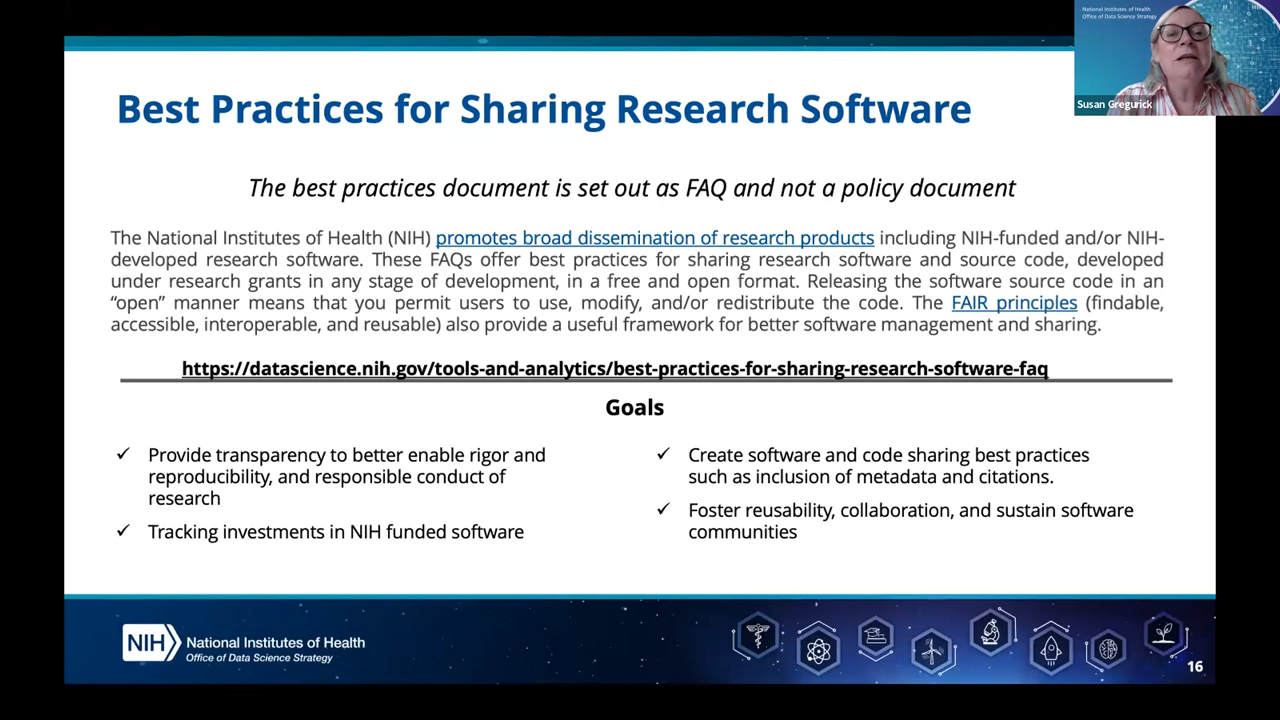 National Institutes of Health
Office of Data Science Strategy
Susan Gregurick
Best Practices for Sharing Research Software
The best practices document is set out as FAQ and not a policy document
The National Institutes of Health (NIH) promotes broad dissemination of research products including NIH-funded and/or NIH-
developed research software. These FAQs offer best practices for sharing research software and source code, developed
under research grants in any stage of development, in a free and open format. Releasing the software source code in an
“open” manner means that you permit users to use, modify, and/or redistribute the code. The FAIR principles (findable,
accessible, interoperable, and reusable) also provide a useful framework for better software management and sharing.
https://datascience.nih.gov/tools-and-analytics/best-practices-for-sharing-research-software-faq
Goals
✓ Provide transparency to better enable rigor and
reproducibility, and responsible conduct of
research
✓ Tracking investments in NIH funded software
✓ Create software and code sharing best practices
such as inclusion of metadata and citations.
✓ Foster reusability, collaboration, and sustain software
communities
NIH National Institutes of Health
Office of Data Science Strategy
16